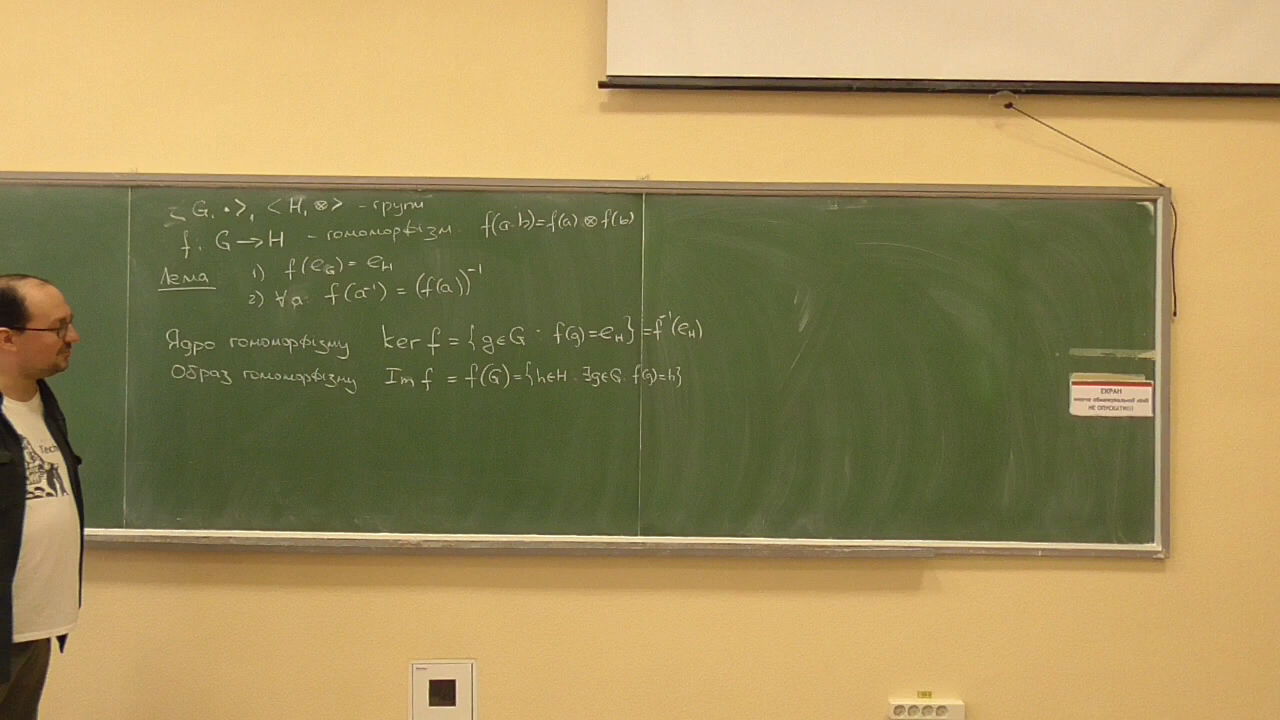 <G, •>, <H, ⊗> - групи
f: G → H - гомоморфізм: f(a·b)=f(a)⊗f(b)
Лема 1) f(e_G) = e_H
2) ∀a: f(a⁻¹) = (f(a))⁻¹
Ядро гомоморфізму ker f = {g∈G : f(g)=e_H} = f⁻¹(e_H)
Образ гомоморфізму Im f = f(G) = {h∈H : ∃g∈G: f(g)=h}
ЕКРАН
НЕ ОПУСКАТИ!!!